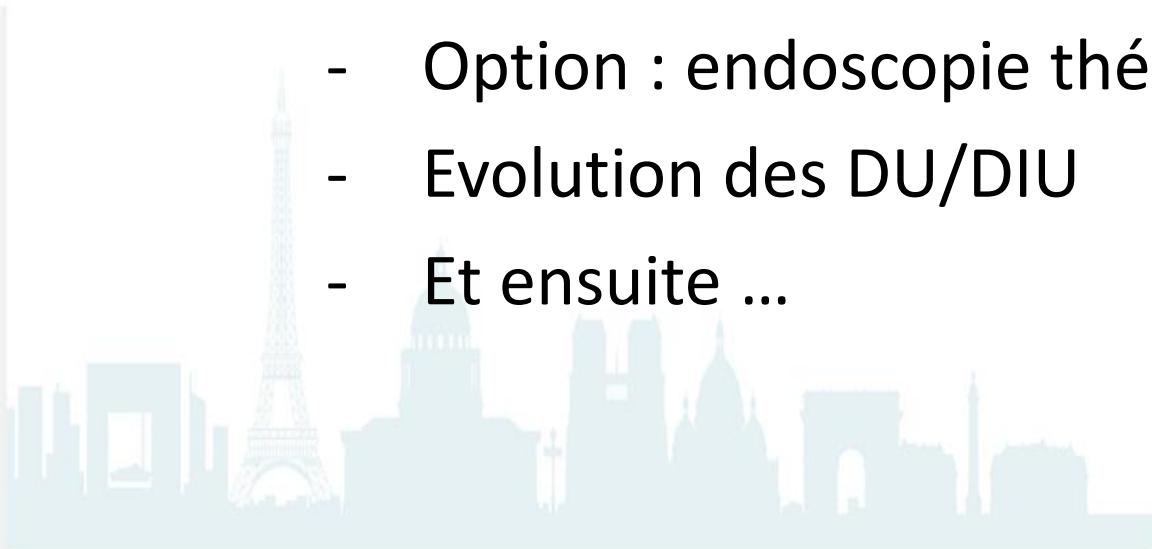 - Option : endoscopie thé
- Evolution des DU/DIU
- Et ensuite …